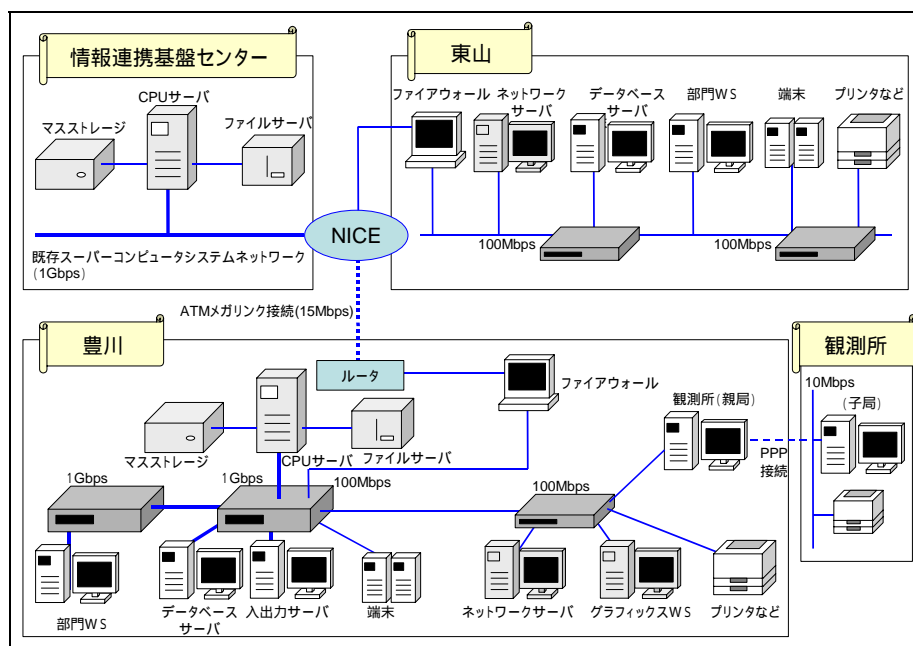 情報連携基盤センター
CPUサーバ
マスストレージ
ファイルサーバ
既存スーパーコンピュータシステムネットワーク
(1Gbps)
NICE
東山
ファイアウォール
ネットワーク
サーバ
データベース
サーバ
部門WS
端末
プリンタなど
100Mbps
100Mbps
ATMメガリンク接続(15Mbps)
豊川
ルータ
ファイアウォール
マスストレージ
CPUサーバ
ファイルサーバ
観測所(親局)
1Gbps
1Gbps
100Mbps
100Mbps
部門WS
データベース
サーバ
入出力サーバ
端末
ネットワークサーバ
グラフィックスWS
プリンタなど
PPP
接続
観測所
10Mbps
(子局)